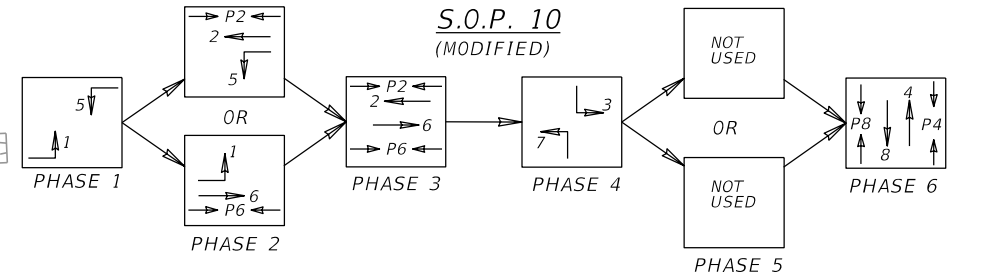 S.O.P. 10
(MODIFIED)
5
1
PHASE 1
P2
2
5
OR
1
6
P6
PHASE 2
P2
2
6
P6
PHASE 3
3
7
PHASE 4
NOT
USED
OR
NOT
USED
PHASE 5
4
P8
P4
8
PHASE 6